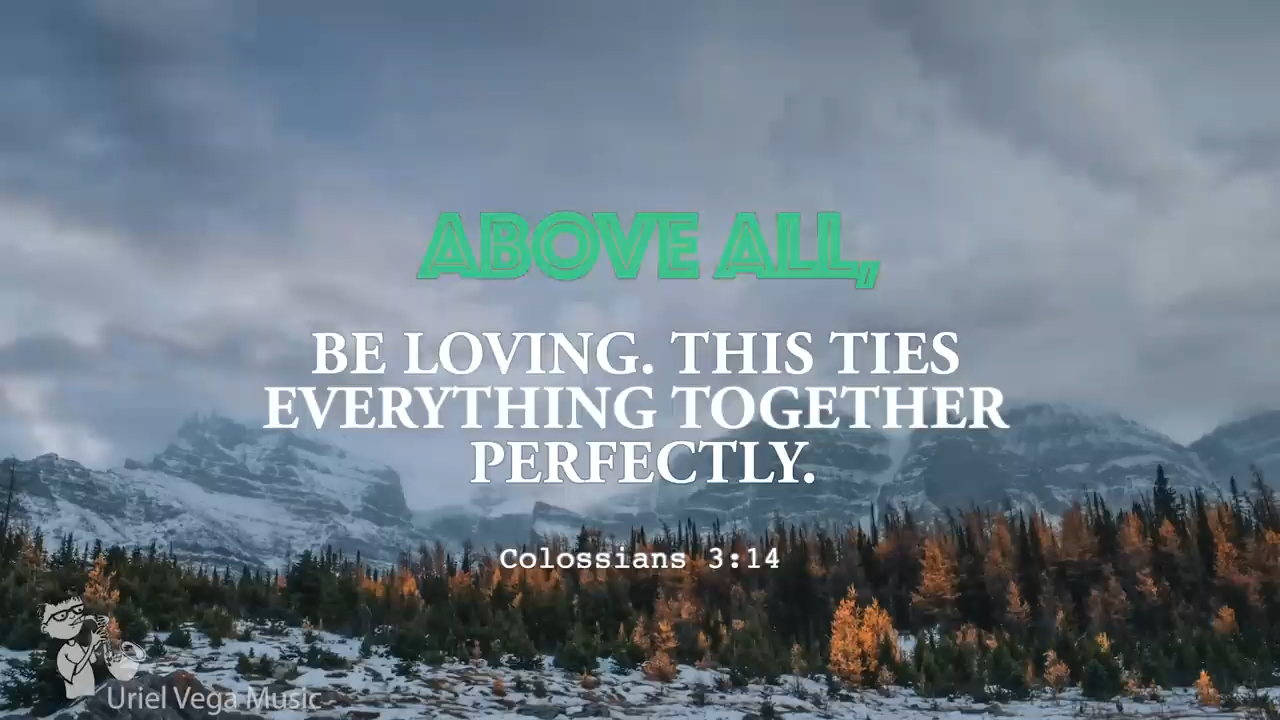 ABOVE ALL,
BE LOVING. THIS TIES
EVERYTHING TOGETHER
PERFECTLY.
Colossians 3:14
Uriel Vega Music